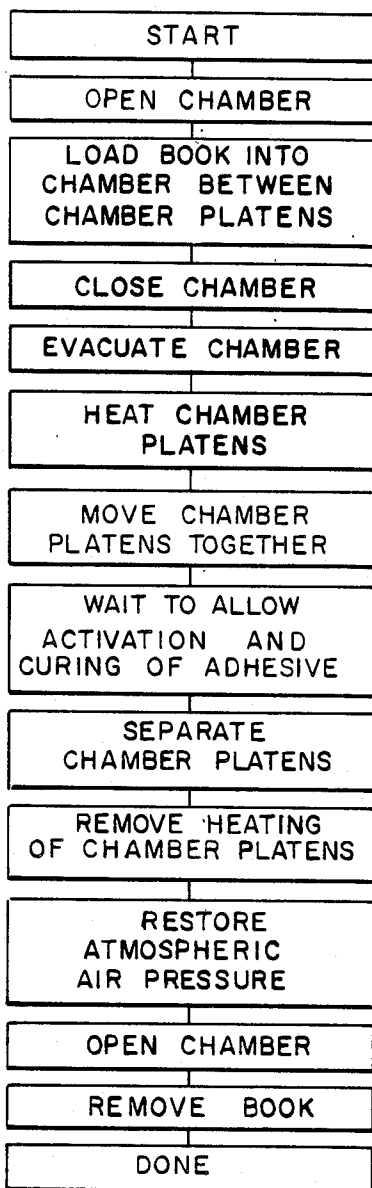 START
OPEN CHAMBER
LOAD BOOK INTO
CHAMBER BETWEEN
CHAMBER PLATENS
CLOSE CHAMBER
EVACUATE CHAMBER
HEAT CHAMBER
PLATENS
MOVE CHAMBER
PLATENS TOGETHER
WAIT TO ALLOW
ACTIVATION AND
CURING OF ADHESIVE
SEPARATE
CHAMBER PLATENS
REMOVE HEATING
OF CHAMBER PLATENS
RESTORE
ATMOSPHERIC
AIR PRESSURE
OPEN CHAMBER
REMOVE BOOK
DONE